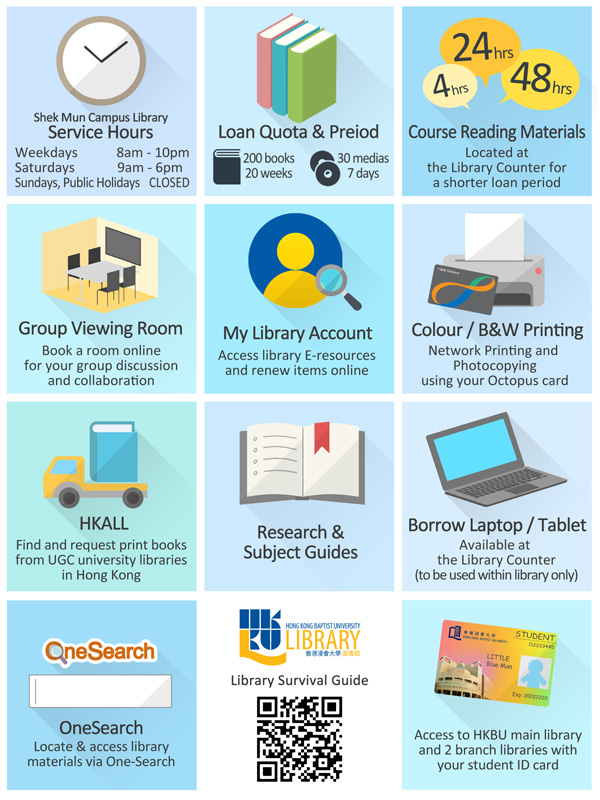 Shek Mun Campus Library
Service Hours
Weekdays 8am - 10pm
Saturdays 9am - 6pm
Sundays, Public Holidays CLOSED
Loan Quota & Preiod
200 books
20 weeks
30 medias
7 days
24hrs
4hrs
48hrs
Course Reading Materials
Located at
the Library Counter for
a shorter loan period
Group Viewing Room
Book a room online
for your group discussion
and collaboration
My Library Account
Access library E-resources
and renew items online
Colour / B&W Printing
Network Printing and
Photocopying
using your Octopus card
HKALL
Find and request print books
from UGC university libraries
in Hong Kong
Research &
Subject Guides
Borrow Laptop / Tablet
Available at
the Library Counter
(to be used within library only)
OneSearch
OneSearch
Locate & access library
materials via One-Search
HKBU
HONG KONG BAPTIST UNIVERSITY
LIBRARY
香港浸會大學 圖書館
Library Survival Guide
香港浸會大學
HONG KONG BAPTIST UNIVERSITY
STUDENT
LITTLE
Blue Man
Access to HKBU main library
and 2 branch libraries with
your student ID card